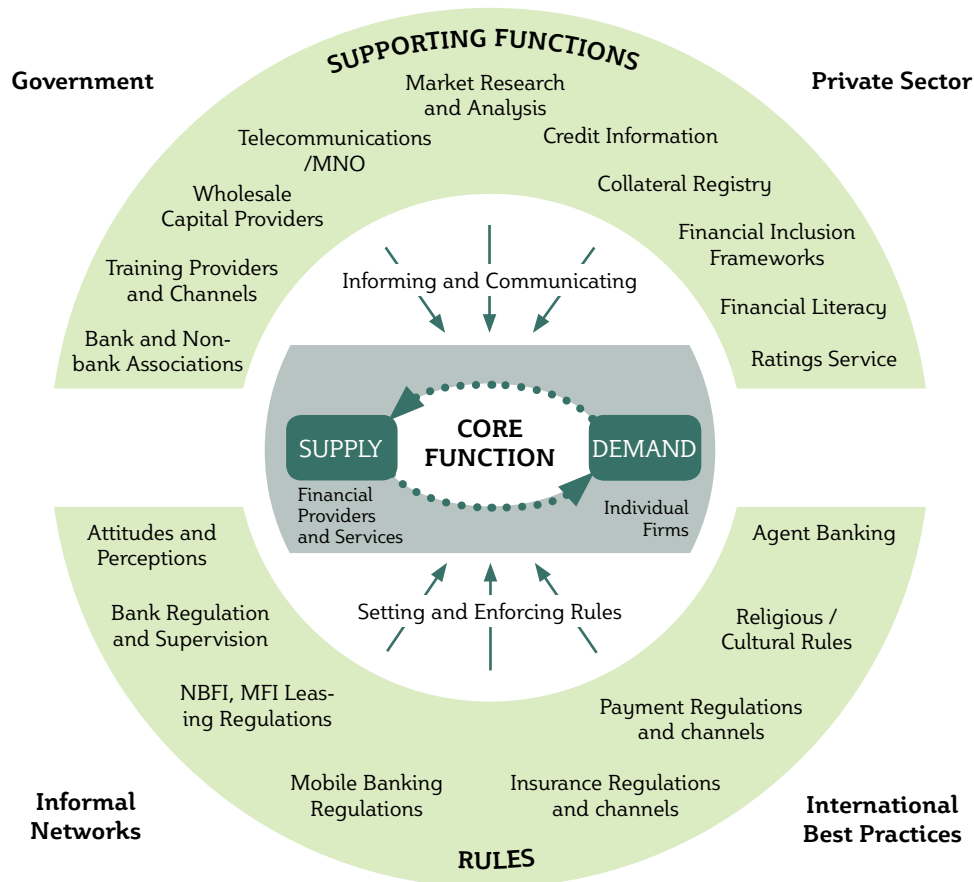 SUPPORTING FUNCTIONS
Government
Private Sector
Market Research
and Analysis
Telecommunications
/MNO
Credit Information
Wholesale
Capital Providers
Collateral Registry
Training Providers
and Channels
Financial Inclusion
Frameworks
Bank and Non-
bank Associations
Financial Literacy
Ratings Service
Informing and Communicating
CORE
FUNCTION
SUPPLY
DEMAND
Financial
Providers
and Services
Individual
Firms
Setting and Enforcing Rules
Attitudes and
Perceptions
Agent Banking
Bank Regulation
and Supervision
Religious /
Cultural Rules
NBFI, MFI Leas-
ing Regulations
Payment Regulations
and channels
Mobile Banking
Regulations
Insurance Regulations
and channels
Informal
Networks
International
Best Practices
RULES